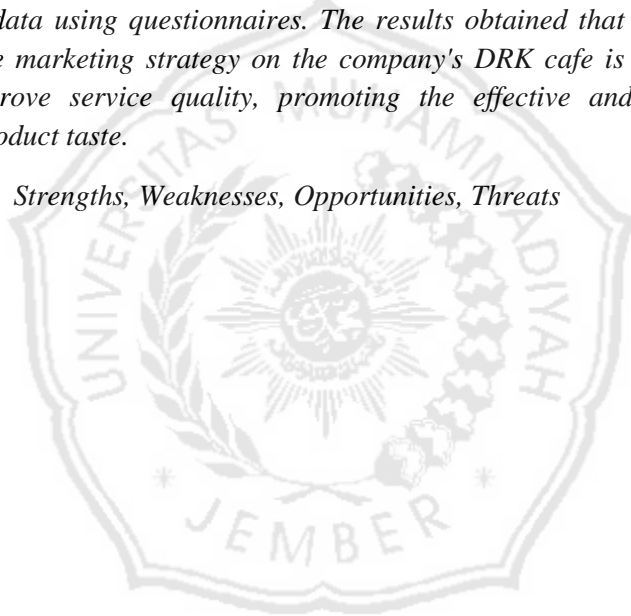 data using questionnaires. The results obtained that
e marketing strategy on the company's DRK cafe is
rove service quality, promoting the effective and
oduct taste.
Strengths, Weaknesses, Opportunities, Threats
UNIVERSITAS MUHAMMADIYAH
JEMBER